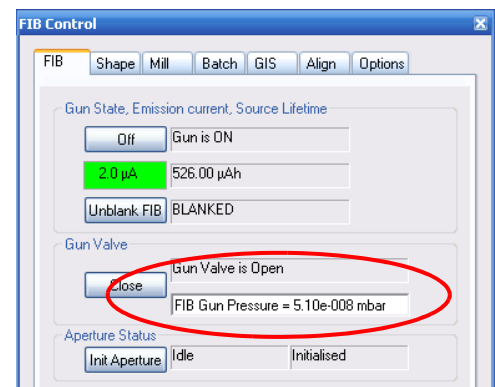 FIB Control
FIB Shape Mill Batch GIS Align Options
Gun State, Emission current, Source Lifetime
Off Gun is ON
2.0 µA 526.00 µAh
Unblank FIB BLANKED
Gun Valve
Gun Valve is Open
Close
FIB Gun Pressure = 5.10e-008 mbar
Aperture Status
Init Aperture Idle Initialised